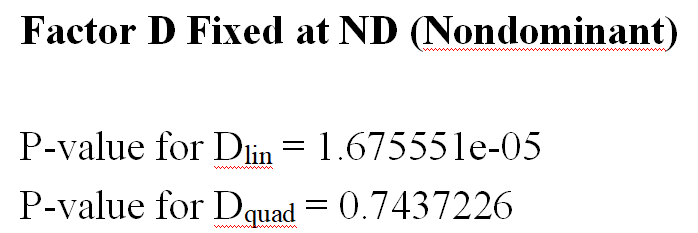 Factor D Fixed at ND (Nondominant)
P-value for Dlin = 1.675551e-05
P-value for Dquad = 0.7437226